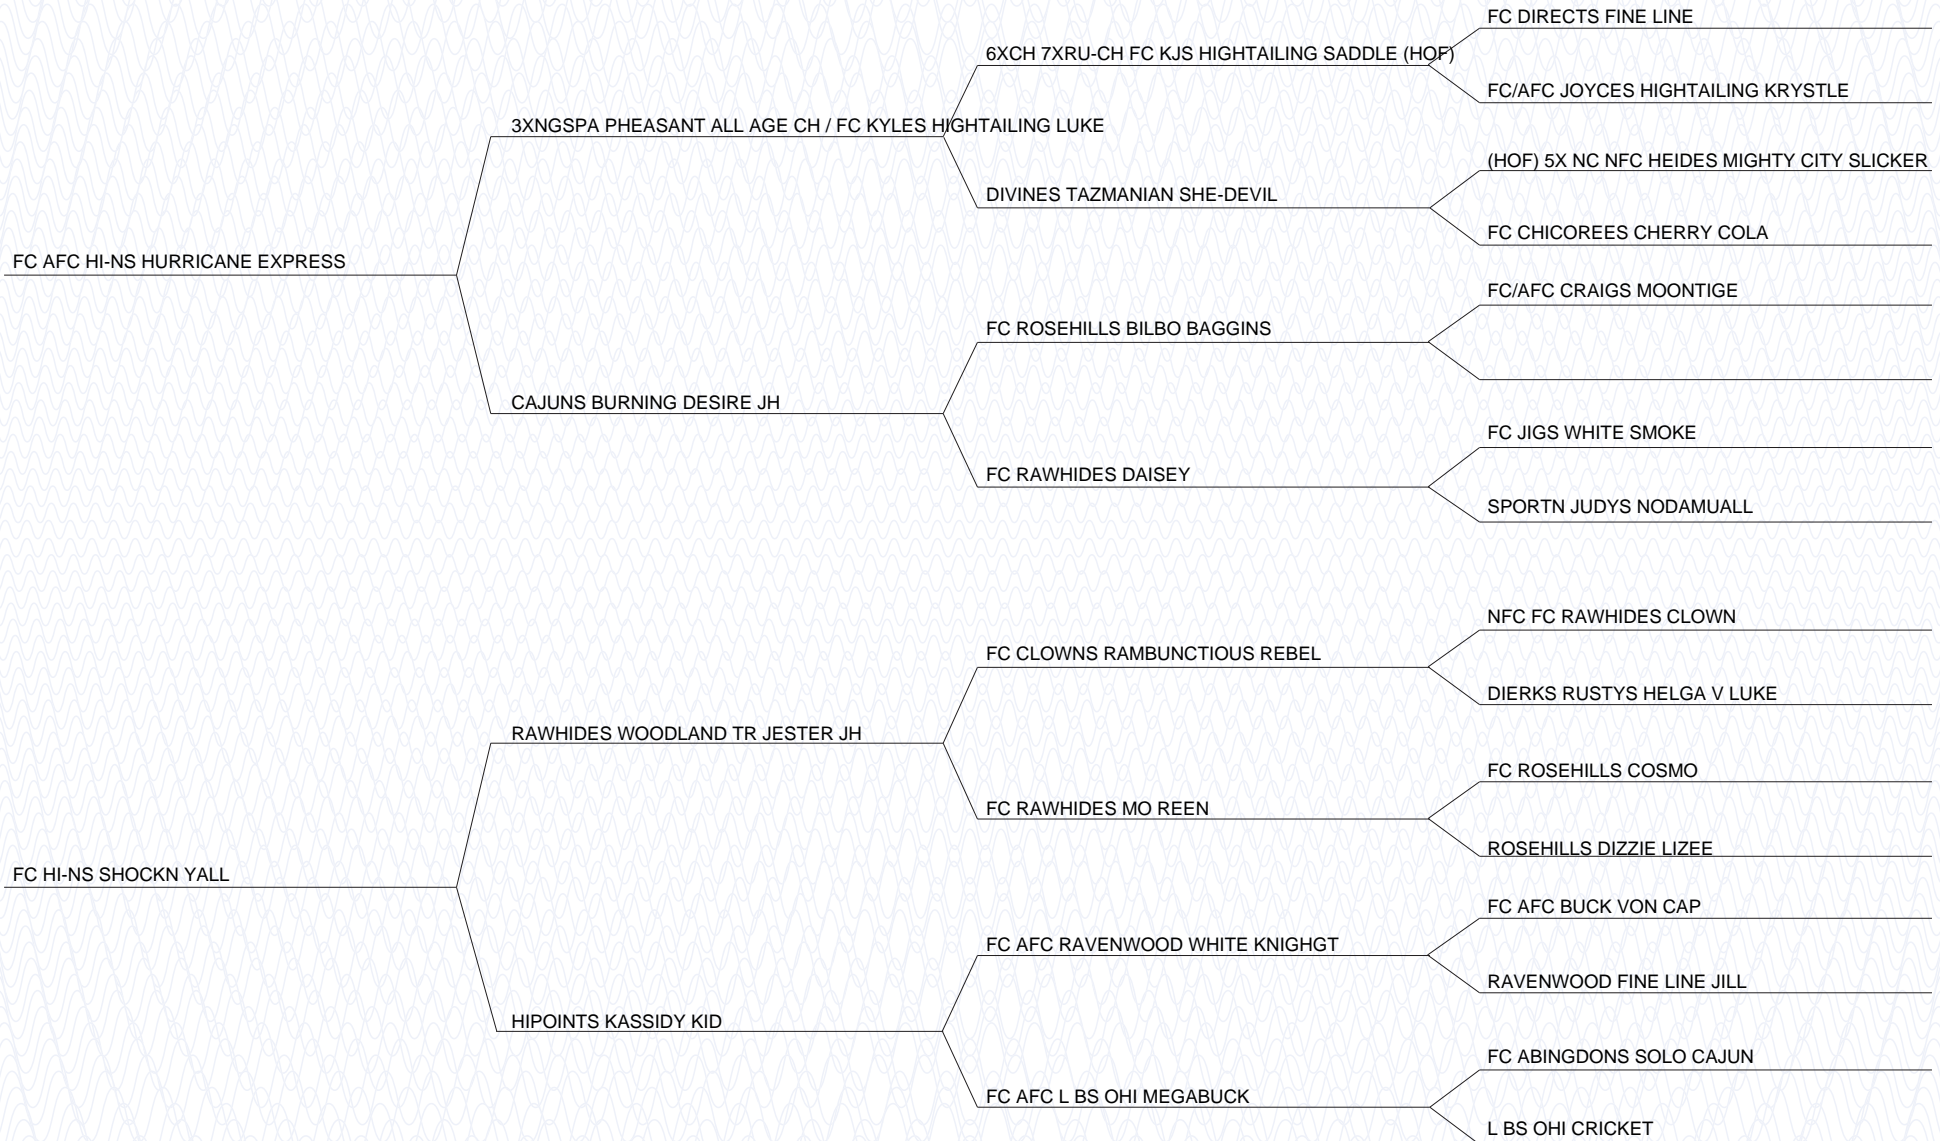 FC DIRECTS FINE LINE
6XCH 7XRU-CH FC KJS HIGHTAILING SADDLE (HOF)
FC/AFC JOYCES HIGHTAILING KRYSTLE
3XNGSPA PHEASANT ALL AGE CH / FC KYLES HIGHTAILING LUKE
(HOF) 5X NC NFC HEIDES MIGHTY CITY SLICKER
DIVINES TAZMANIAN SHE-DEVIL
FC CHICOREES CHERRY COLA
FC AFC HI-NS HURRICANE EXPRESS
FC/AFC CRAIGS MOONTIGE
FC ROSEHILLS BILBO BAGGINS
CAJUNS BURNING DESIRE JH
FC JIGS WHITE SMOKE
FC RAWHIDES DAISEY
SPORTN JUDYS NODAMUALL
NFC FC RAWHIDES CLOWN
FC CLOWNS RAMBUNCTIOUS REBEL
DIERKS RUSTYS HELGA V LUKE
RAWHIDES WOODLAND TR JESTER JH
FC ROSEHILLS COSMO
FC RAWHIDES MO REEN
ROSEHILLS DIZZIE LIZEE
FC HI-NS SHOCKN YALL
FC AFC BUCK VON CAP
FC AFC RAVENWOOD WHITE KNIGHGT
RAVENWOOD FINE LINE JILL
HIPOINTS KASSIDY KID
FC ABINGDONS SOLO CAJUN
FC AFC L BS OHI MEGABUCK
L BS OHI CRICKET